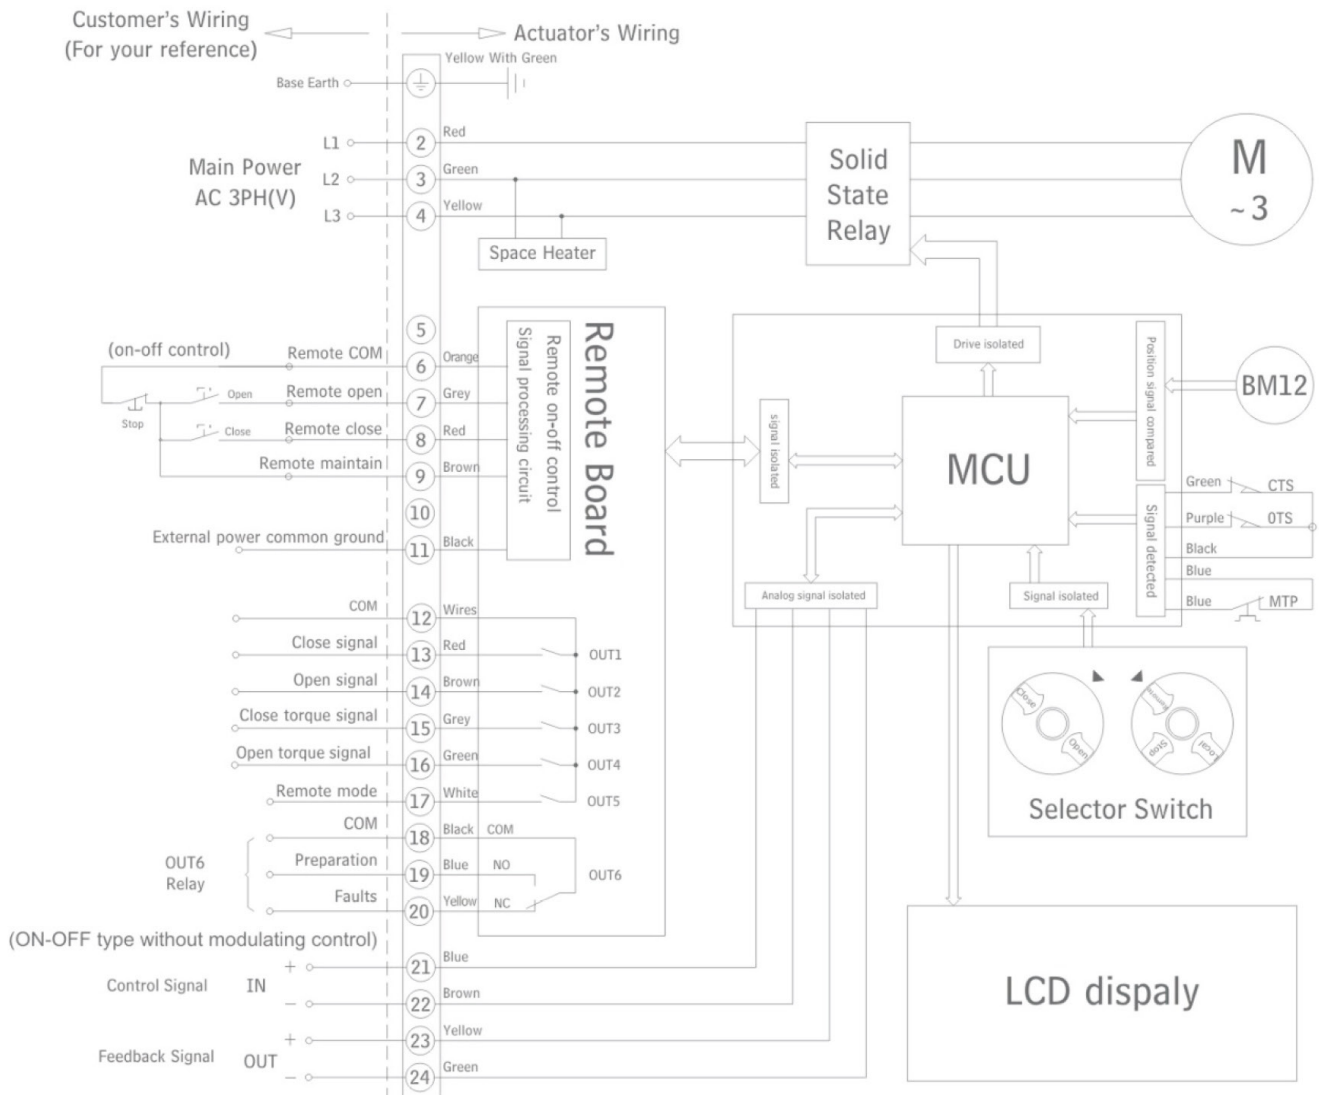 Customer's Wiring
(For your reference)
Actuator's Wiring
Yellow With Green
Base Earth
Main Power
AC 3PH(V)
L1
2
Red
L2
3
Green
L3
4
Yellow
Space Heater
Solid
State
Relay
M
~3
5
(on-off control)
Remote COM
6
Orange
Stop
Open
Remote open
7
Grey
Close
Remote close
8
Red
Remote maintain
9
Brown
10
External power common ground
11
Black
Remote on-off control
Signal processing circuit
Remote Board
COM
12
Wires
Close signal
13
Red
OUT1
Open signal
14
Brown
OUT2
Close torque signal
15
Grey
OUT3
Open torque signal
16
Green
OUT4
Remote mode
17
White
OUT5
OUT6
Relay
COM
18
Black
COM
Preparation
19
Blue
NO
OUT6
Faults
20
Yellow
NC
(ON-OFF type without modulating control)
Control Signal
IN
+
21
Blue
−
22
Brown
Feedback Signal
OUT
+
23
Yellow
−
24
Green
Drive isolated
signal isolated
MCU
Analog signal isolated
Signal isolated
Position signal compared
Signal detected
BM12
Green
CTS
Purple
OTS
Black
Blue
Blue
MTP
Close
Open
Remote
Stop
Local
Selector Switch
LCD dispaly